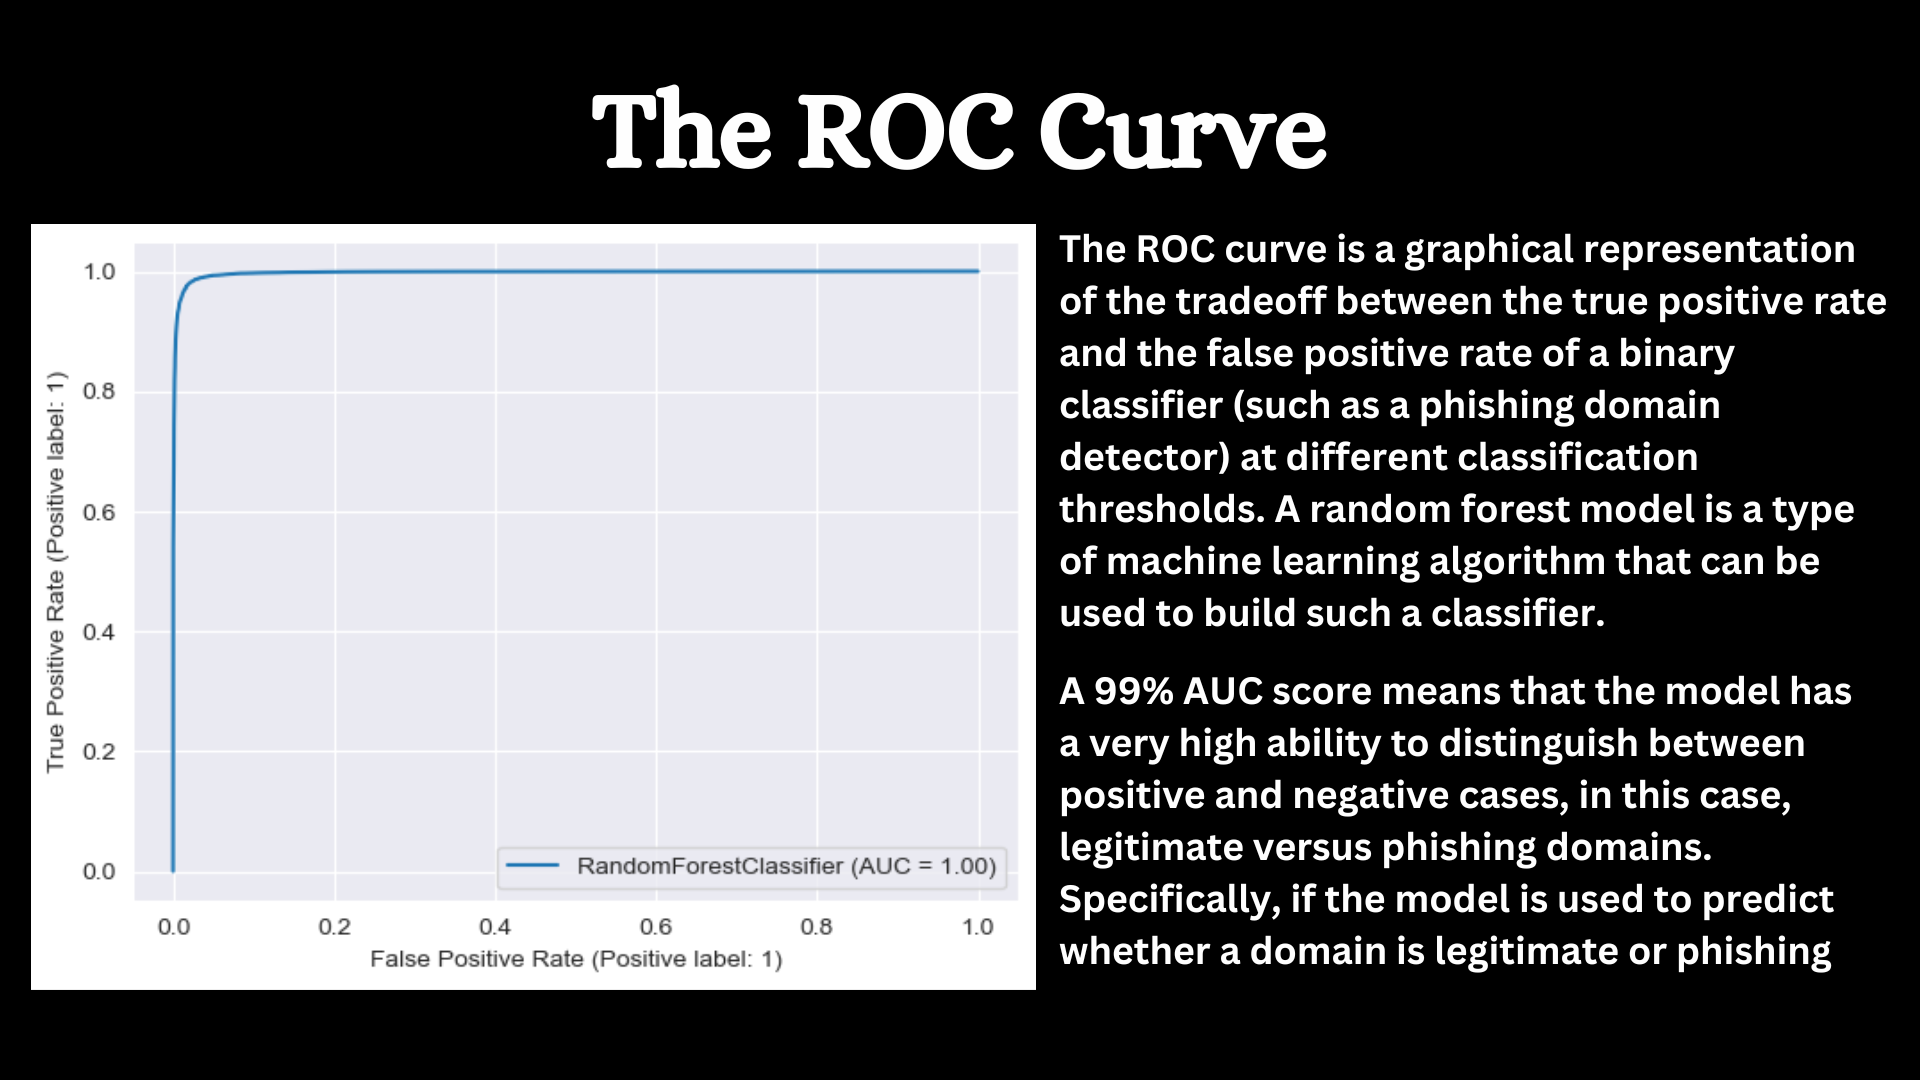 The ROC Curve
1.0
0.8
0.6
0.4
0.2
0.0
True Positive Rate (Positive label: 1)
RandomForestClassifier (AUC = 1.00)
0.0 0.2 0.4 0.6 0.8 1.0
False Positive Rate (Positive label: 1)
The ROC curve is a graphical representation
of the tradeoff between the true positive rate
and the false positive rate of a binary
classifier (such as a phishing domain
detector) at different classification
thresholds. A random forest model is a type
of machine learning algorithm that can be
used to build such a classifier.
A 99% AUC score means that the model has
a very high ability to distinguish between
positive and negative cases, in this case,
legitimate versus phishing domains.
Specifically, if the model is used to predict
whether a domain is legitimate or phishing